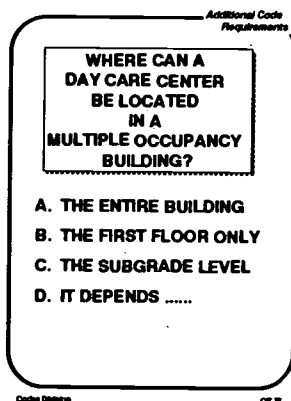 Additional Code
Requirements
WHERE CAN A
DAY CARE CENTER
BE LOCATED
IN A
MULTIPLE OCCUPANCY
BUILDING?
A. THE ENTIRE BUILDING
B. THE FIRST FLOOR ONLY
C. THE SUBGRADE LEVEL
D. IT DEPENDS ......
Codes Division